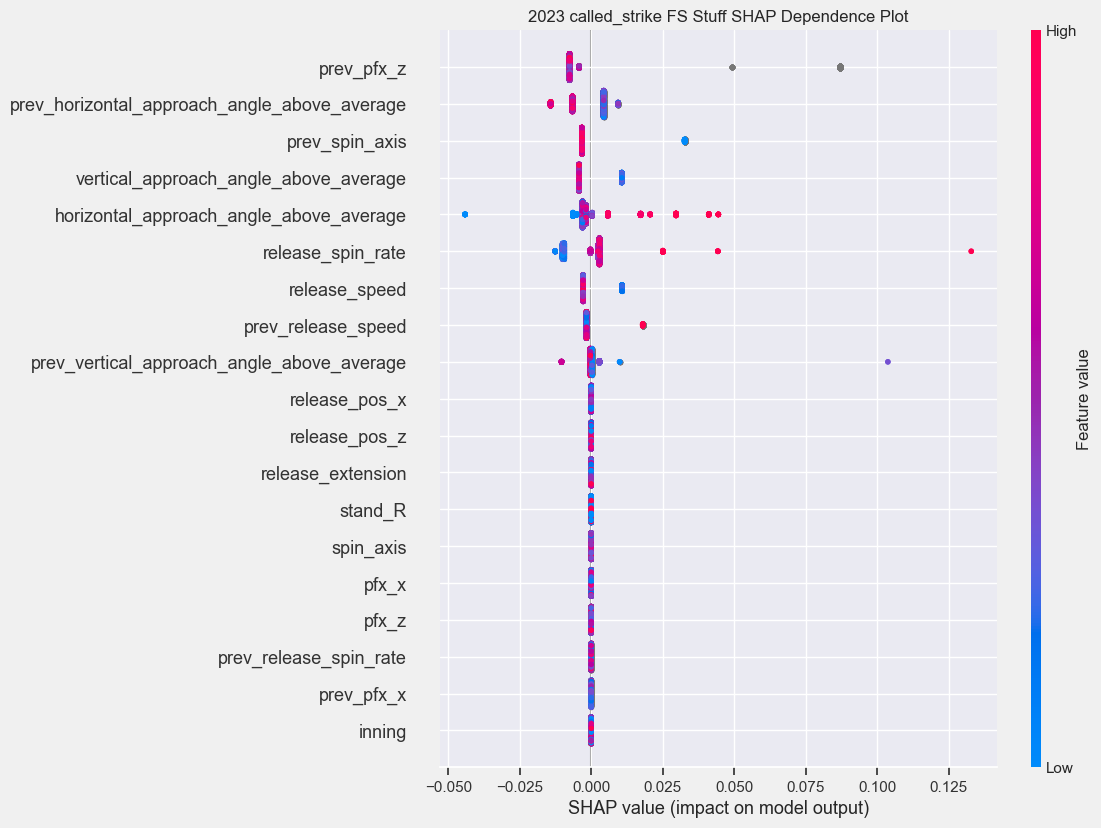 2023 called_strike FS Stuff SHAP Dependence Plot
High
prev_pfx_z
prev_horizontal_approach_angle_above_average
prev_spin_axis
vertical_approach_angle_above_average
horizontal_approach_angle_above_average
release_spin_rate
release_speed
prev_release_speed
prev_vertical_approach_angle_above_average
release_pos_x
release_pos_z
release_extension
stand_R
spin_axis
pfx_x
pfx_z
prev_release_spin_rate
prev_pfx_x
inning
Feature value
Low
−0.050 −0.025 0.000 0.025 0.050 0.075 0.100 0.125
SHAP value (impact on model output)